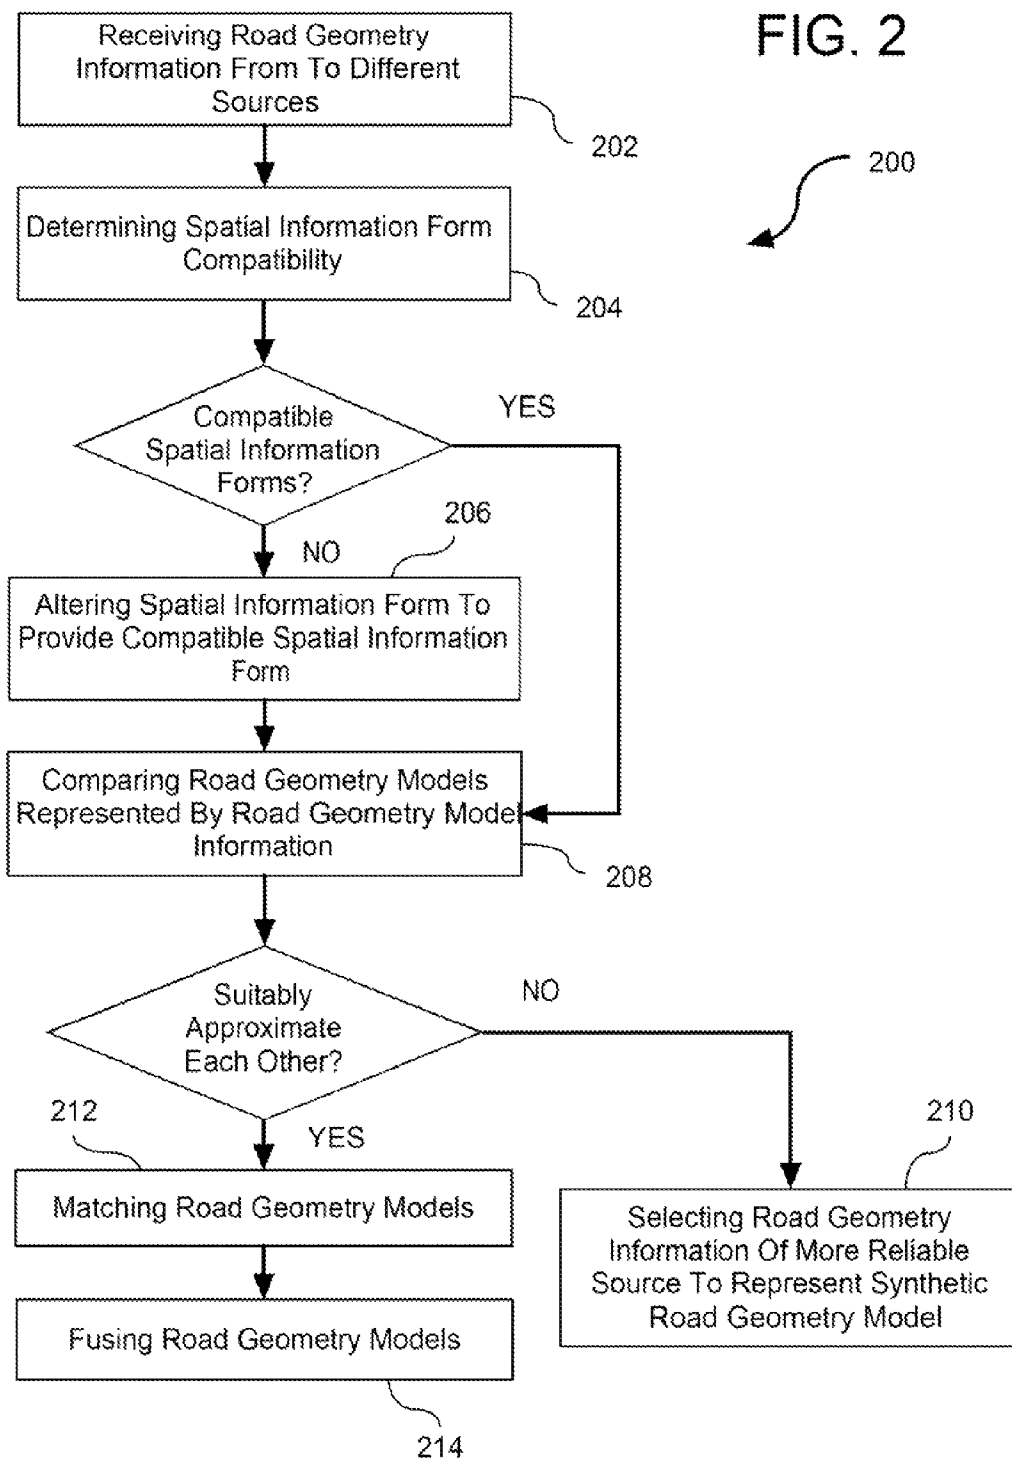 FIG. 2
Receiving Road Geometry
Information From To Different
Sources
202
200
Determining Spatial Information Form
Compatibility
204
Compatible
Spatial Information
Forms?
YES
NO
206
Altering Spatial Information Form To
Provide Compatible Spatial Information
Form
Comparing Road Geometry Models
Represented By Road Geometry Model
Information
208
Suitably
Approximate
Each Other?
NO
YES
212
Matching Road Geometry Models
210
Selecting Road Geometry
Information Of More Reliable
Source To Represent Synthetic
Road Geometry Model
Fusing Road Geometry Models
214